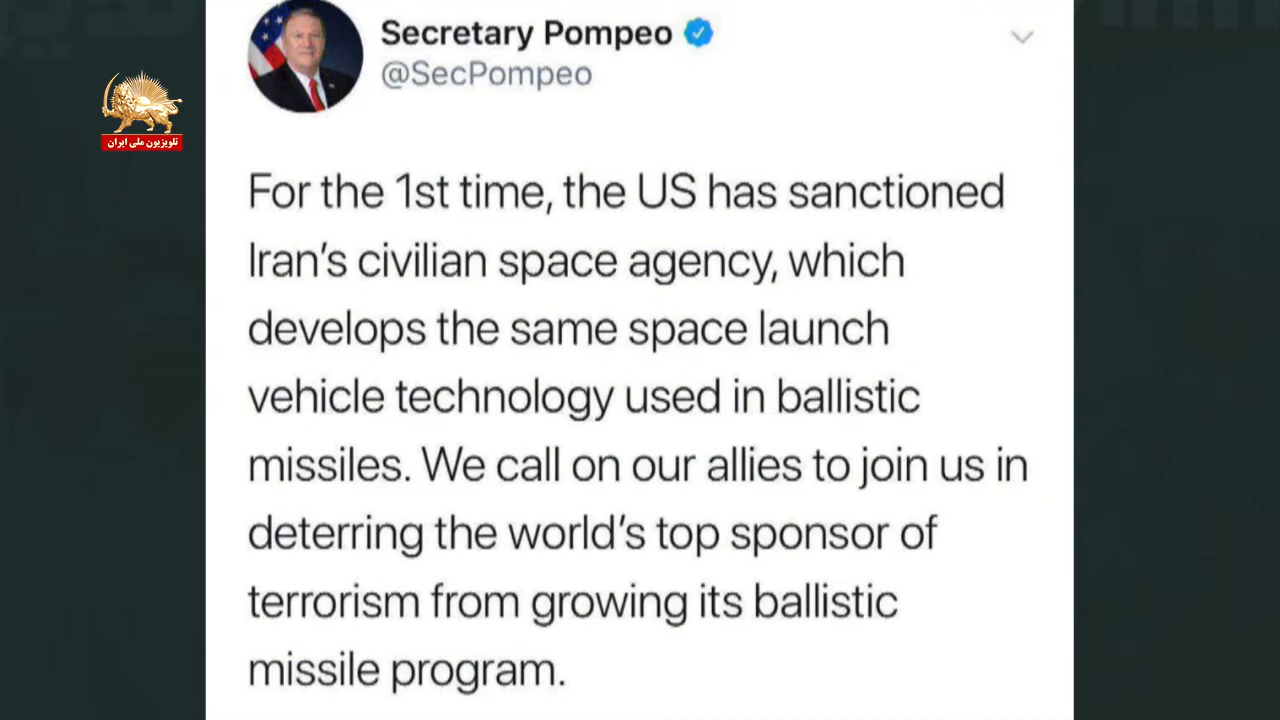 Secretary Pompeo
@SecPompeo
تلویزیون ملی ایران
For the 1st time, the US has sanctioned
Iran’s civilian space agency, which
develops the same space launch
vehicle technology used in ballistic
missiles. We call on our allies to join us in
deterring the world’s top sponsor of
terrorism from growing its ballistic
missile program.